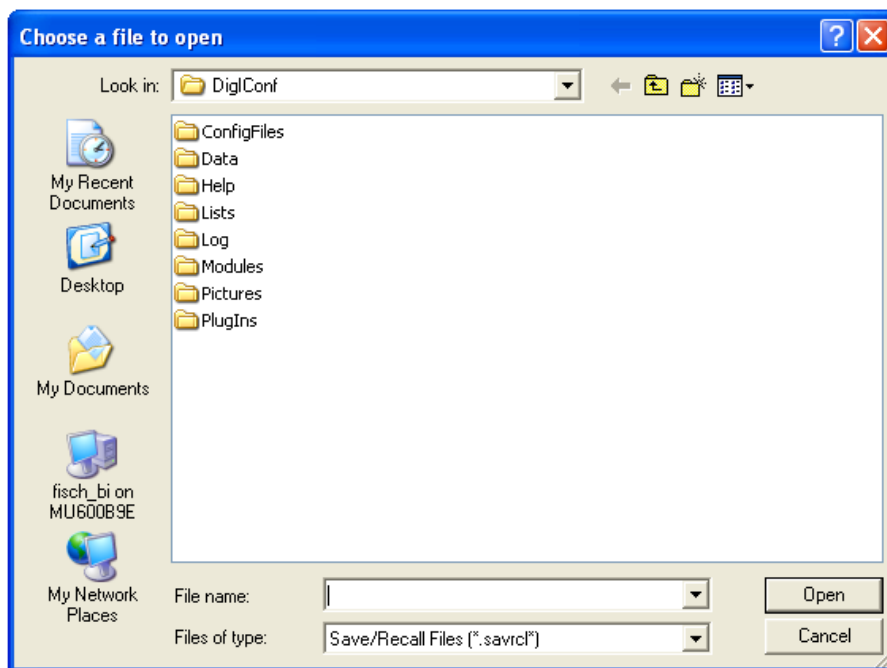 Choose a file to open
Look in: DigIConf
ConfigFiles
Data
Help
Lists
Log
Modules
Pictures
PlugIns
My Recent
Documents
Desktop
My Documents
fisch_bi on
MU600B9E
My Network
Places
File name:
Open
Files of type: Save/Recall Files (*.savrcl*)
Cancel